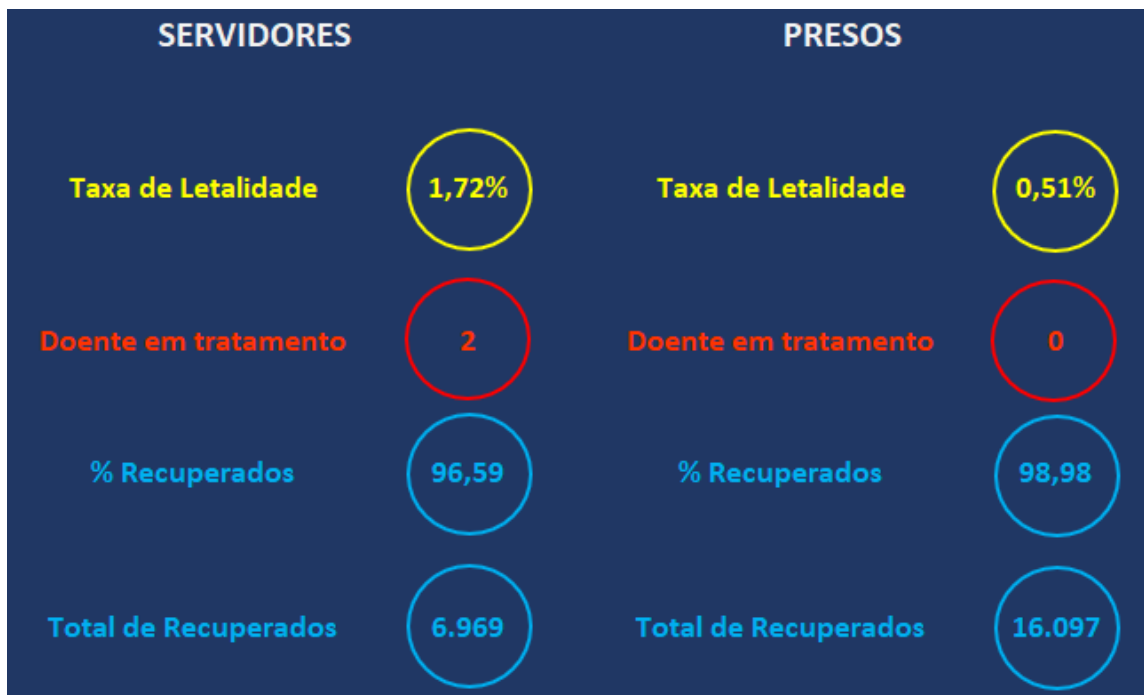 SERVIDORES
Taxa de Letalidade 1,72%
Doente em tratamento 2
% Recuperados 96,59
Total de Recuperados 6.969
PRESOS
Taxa de Letalidade 0,51%
Doente em tratamento 0
% Recuperados 98,98
Total de Recuperados 16.097